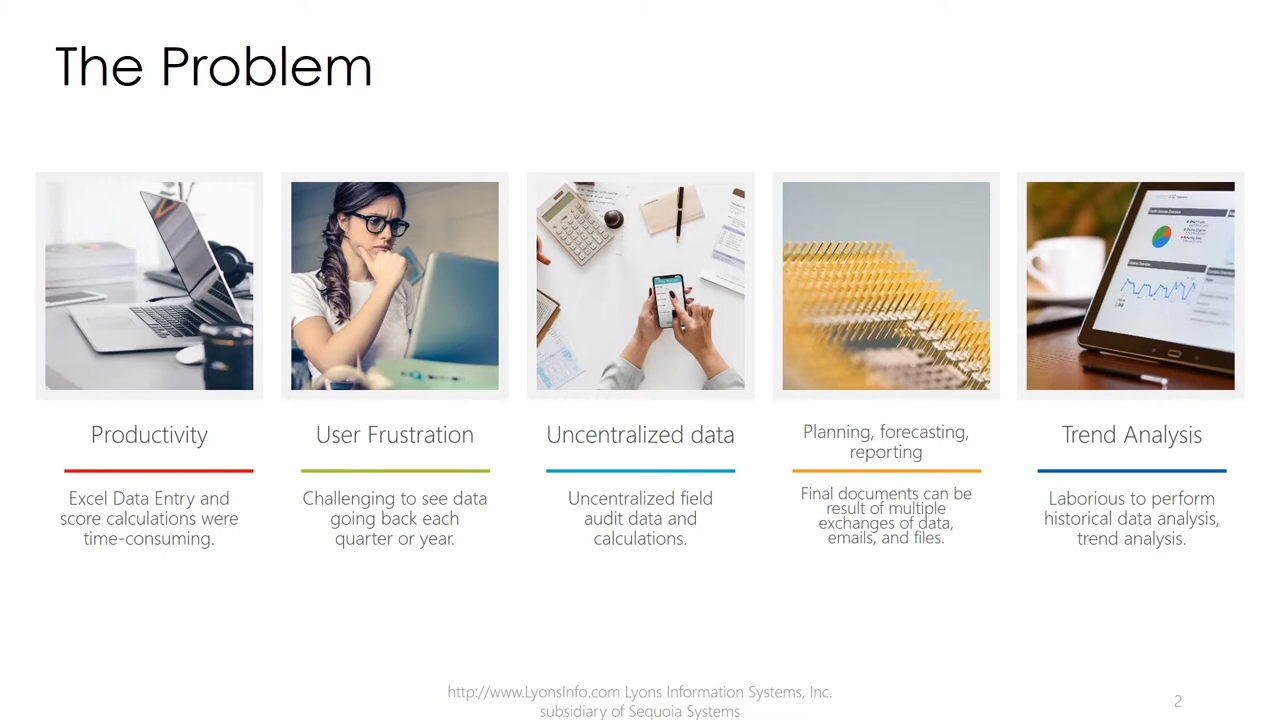 The Problem
Productivity
Excel Data Entry and
score calculations were
time-consuming.
User Frustration
Challenging to see data
going back each
quarter or year.
Uncentralized data
Uncentralized field
audit data and
calculations.
Planning, forecasting,
reporting
Final documents can be
result of multiple
exchanges of data,
emails, and files.
Trend Analysis
Laborious to perform
historical data analysis,
trend analysis.
http://www.LyonsInfo.com Lyons Information Systems, Inc.
subsidiary of Sequoia Systems
2